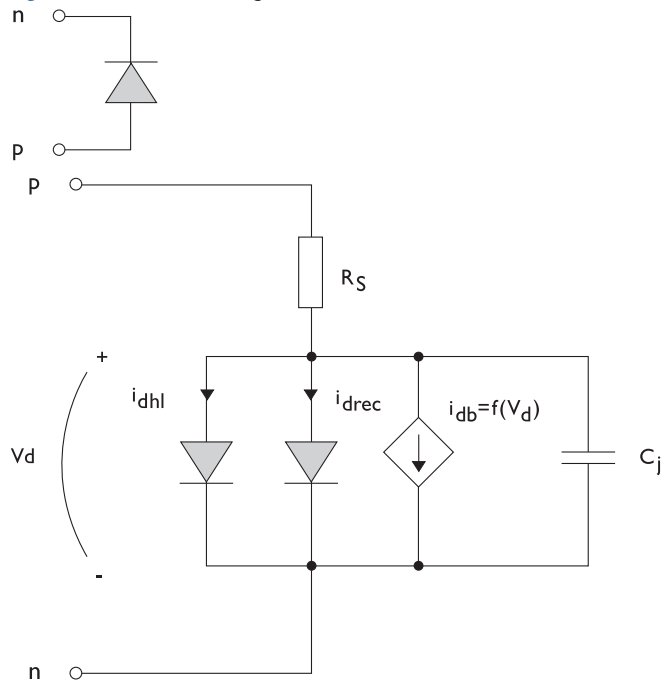 n
p
p
R_S
+
i_dhl
i_drec
i_db=f(V_d)
Vd
C_j
-
n